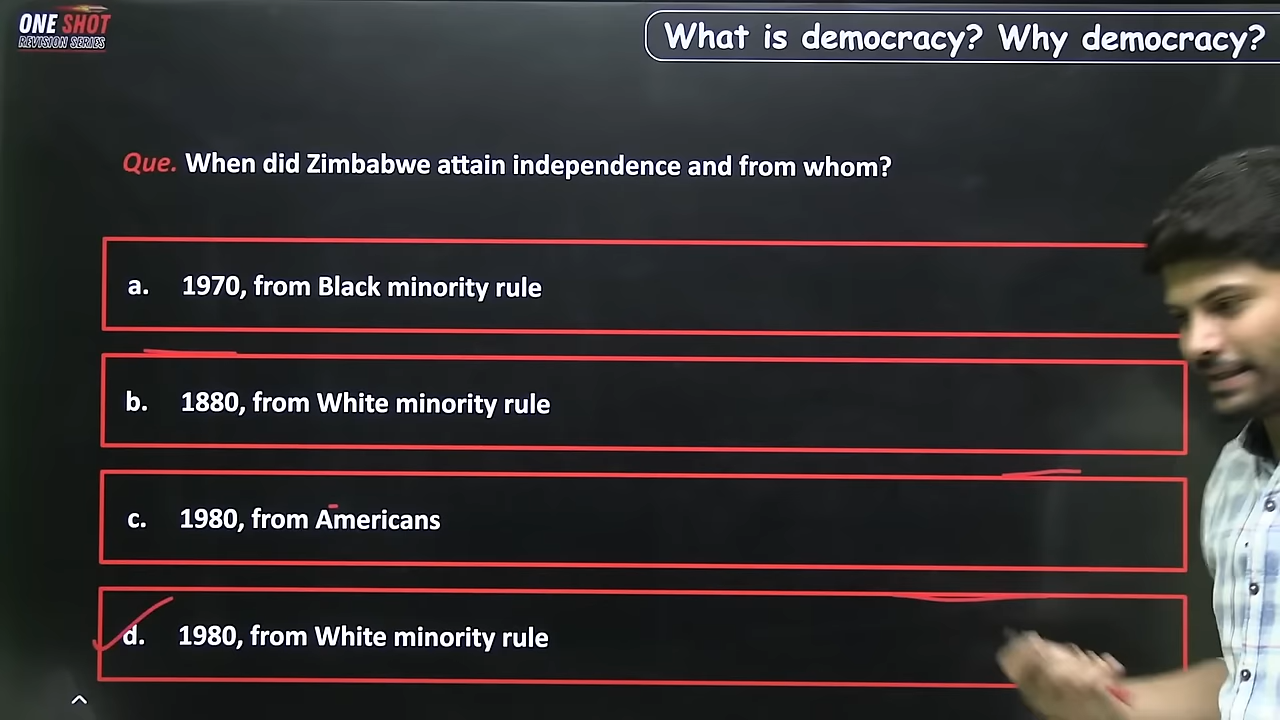 ONE SHOT
REVISION SERIES
What is democracy? Why democracy?
Que. When did Zimbabwe attain independence and from whom?
a. 1970, from Black minority rule
b. 1880, from White minority rule
c. 1980, from Americans
d. 1980, from White minority rule